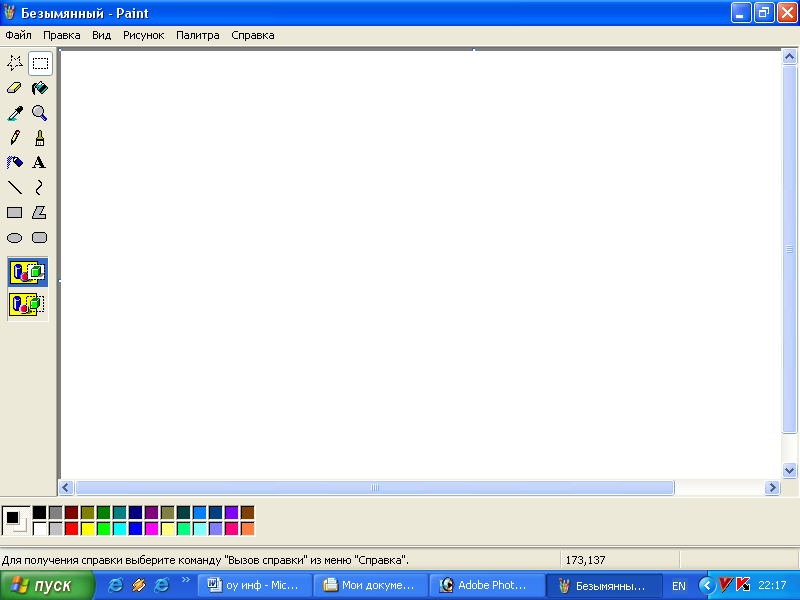 Безымянный - Paint
Файл Правка Вид Рисунок Палитра Справка
A
Для получения справки выберите команду "Вызов справки" из меню "Справка". 173,137
пуск » оу инф - Mic... Мои докуме... Adobe Phot... Безымянны... EN 22:17